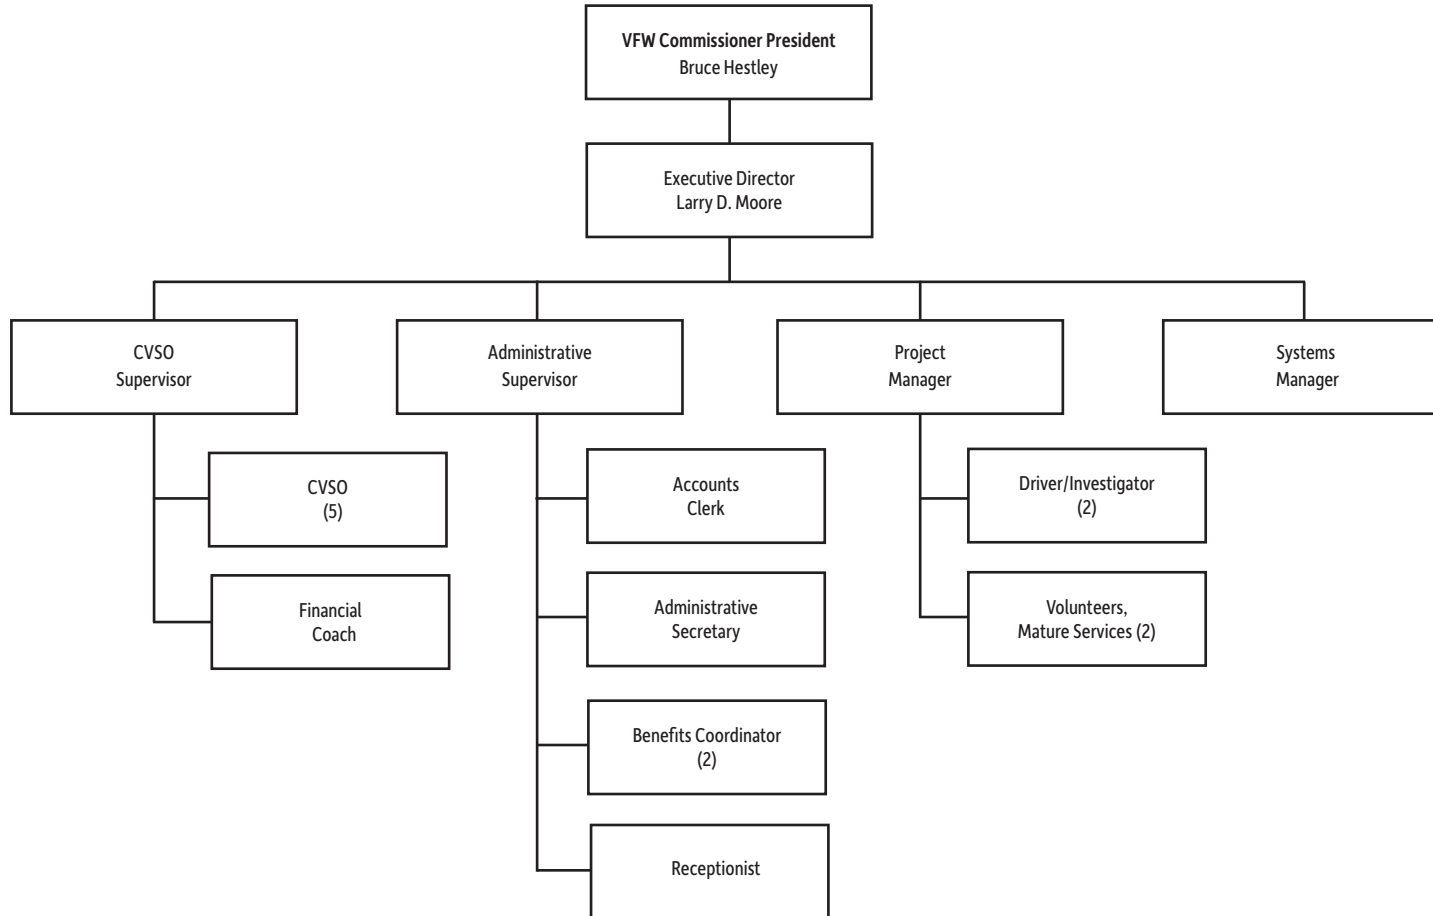 VFW Commissioner President
Bruce Hestley
Executive Director
Larry D. Moore
CVSO
Supervisor
Administrative
Supervisor
Project
Manager
Systems
Manager
CVSO
(5)
Financial
Coach
Accounts
Clerk
Administrative
Secretary
Benefits Coordinator
(2)
Receptionist
Driver/Investigator
(2)
Volunteers,
Mature Services (2)